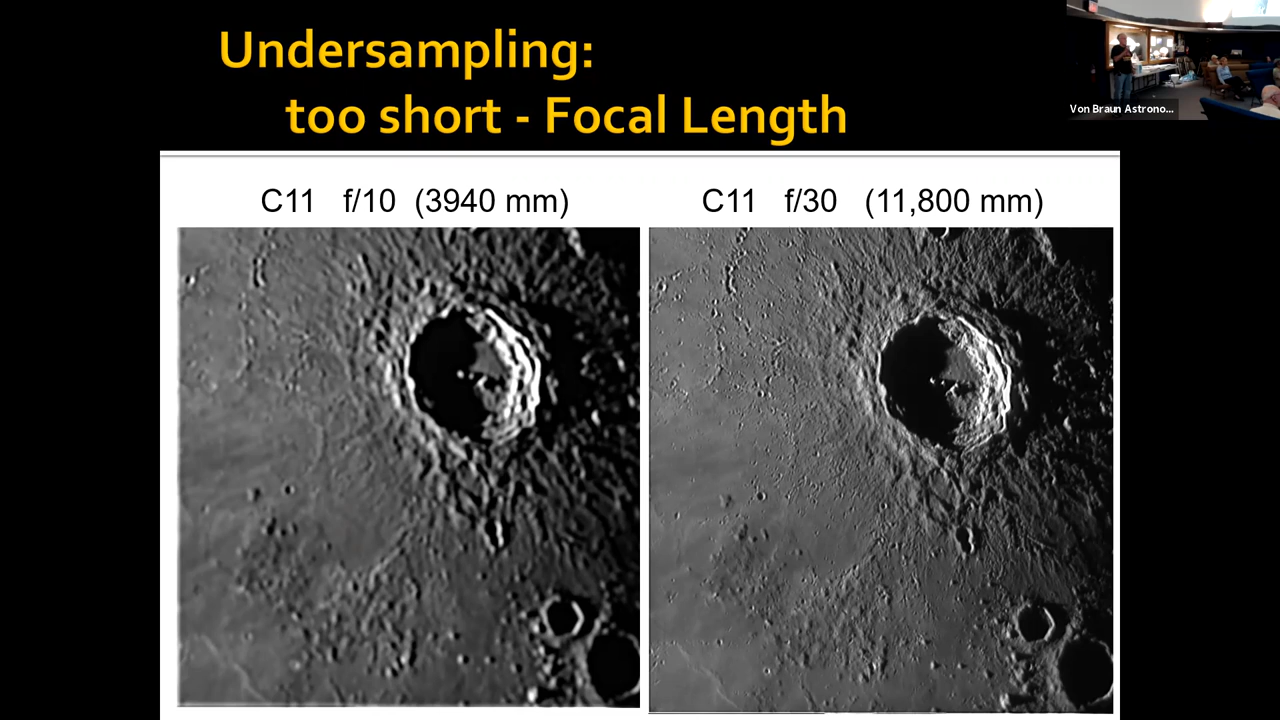 Undersampling:
too short - Focal Length
C11 f/10 (3940 mm)
C11 f/30 (11,800 mm)
Von Braun Astrono...